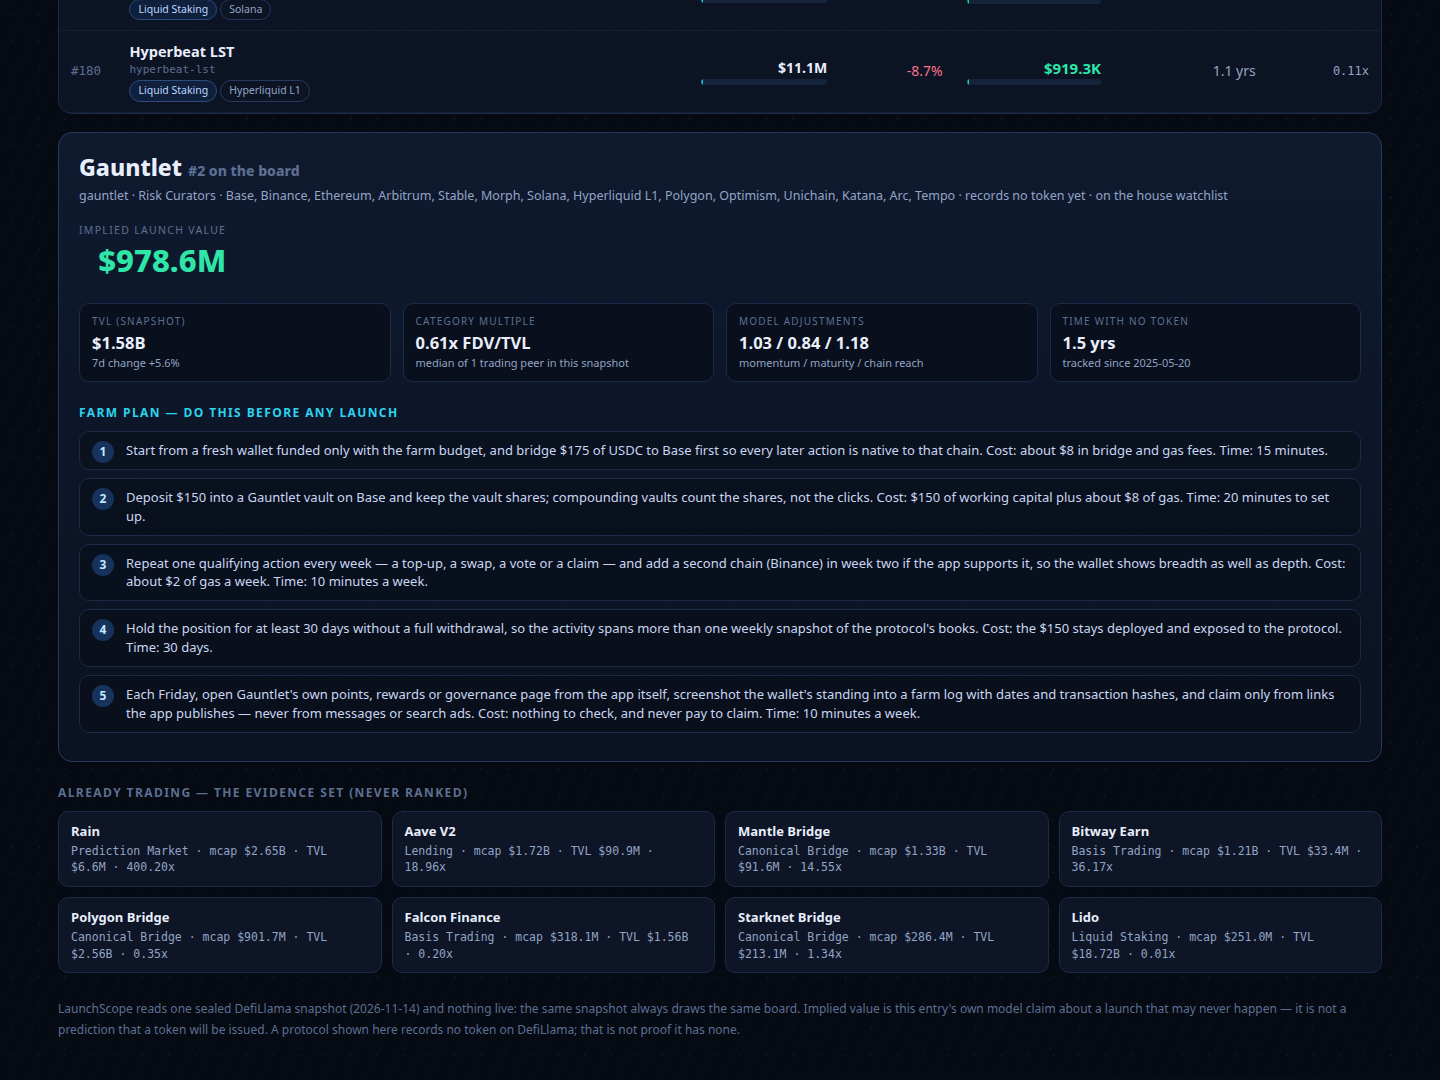 Liquid Staking Solana
#180
Hyperbeat LST
hyperbeat-lst
Liquid Staking Hyperliquid L1
$11.1M
-8.7%
$919.3K
1.1 yrs
0.11x
Gauntlet #2 on the board
gauntlet · Risk Curators · Base, Binance, Ethereum, Arbitrum, Stable, Morph, Solana, Hyperliquid L1, Polygon, Optimism, Unichain, Katana, Arc, Tempo · records no token yet · on the house watchlist
IMPLIED LAUNCH VALUE
$978.6M
TVL (SNAPSHOT)
$1.58B
7d change +5.6%
CATEGORY MULTIPLE
0.61x FDV/TVL
median of 1 trading peer in this snapshot
MODEL ADJUSTMENTS
1.03 / 0.84 / 1.18
momentum / maturity / chain reach
TIME WITH NO TOKEN
1.5 yrs
tracked since 2025-05-20
FARM PLAN — DO THIS BEFORE ANY LAUNCH
1 Start from a fresh wallet funded only with the farm budget, and bridge $175 of USDC to Base first so every later action is native to that chain. Cost: about $8 in bridge and gas fees. Time: 15 minutes.
2 Deposit $150 into a Gauntlet vault on Base and keep the vault shares; compounding vaults count the shares, not the clicks. Cost: $150 of working capital plus about $8 of gas. Time: 20 minutes to set
up.
3 Repeat one qualifying action every week — a top-up, a swap, a vote or a claim — and add a second chain (Binance) in week two if the app supports it, so the wallet shows breadth as well as depth. Cost:
about $2 of gas a week. Time: 10 minutes a week.
4 Hold the position for at least 30 days without a full withdrawal, so the activity spans more than one weekly snapshot of the protocol's books. Cost: the $150 stays deployed and exposed to the protocol.
Time: 30 days.
5 Each Friday, open Gauntlet's own points, rewards or governance page from the app itself, screenshot the wallet's standing into a farm log with dates and transaction hashes, and claim only from links
the app publishes — never from messages or search ads. Cost: nothing to check, and never pay to claim. Time: 10 minutes a week.
ALREADY TRADING — THE EVIDENCE SET (NEVER RANKED)
Rain
Prediction Market · mcap $2.65B · TVL
$6.6M · 400.20x
Aave V2
Lending · mcap $1.72B · TVL $90.9M ·
18.96x
Mantle Bridge
Canonical Bridge · mcap $1.33B · TVL
$91.6M · 14.55x
Bitway Earn
Basis Trading · mcap $1.21B · TVL $33.4M ·
36.17x
Polygon Bridge
Canonical Bridge · mcap $901.7M · TVL
$2.56B · 0.35x
Falcon Finance
Basis Trading · mcap $318.1M · TVL $1.56B
· 0.20x
Starknet Bridge
Canonical Bridge · mcap $286.4M · TVL
$213.1M · 1.34x
Lido
Liquid Staking · mcap $251.0M · TVL
$18.72B · 0.01x
LaunchScope reads one sealed DefiLlama snapshot (2026-11-14) and nothing live: the same snapshot always draws the same board. Implied value is this entry's own model claim about a launch that may never happen — it is not a
prediction that a token will be issued. A protocol shown here records no token on DefiLlama; that is not proof it has none.